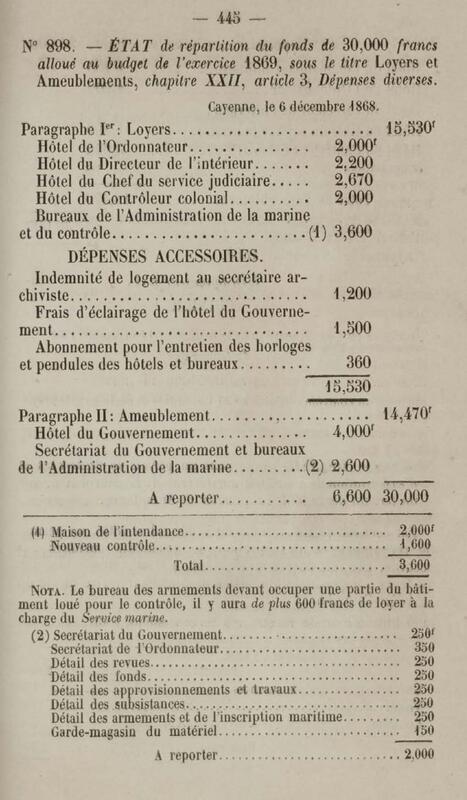 — 445 —
N° 898. — ÉTAT de répartition du fonds de 30,000 francs
alloué au budget de l'exercice 1869, sous le titre Loyers et
Ameublements, chapitre XXII, article 3, Dépenses diverses.
Cayenne, le 6 décembre 1868.
Paragraphe Ier: Loyers........................ 15,530f
Hôtel de l'Ordonnateur............. 2,000f
Hôtel du Directeur de l'intérieur....... 2,200
Hôtel du Chef du service judiciaire..... 2,670
Hôtel du Contrôleur colonial.......... 2,000
Bureaux de l'Administration de la marine
et du contrôle........................(1) 3,600
DÉPENSES ACCESSOIRES.
Indemnité de logement au secrétaire ar-
chiviste............................. 1,200
Frais d'éclairage de l'hôtel du Gouverne-
ment............................... 1,500
Abonnement pour l'entretien des horloges
et pendules des hôtels et bureaux......... 360
15,530
Paragraphe II: Ameublement................... 14,470f
Hôtel du Gouvernement............. 4,000f
Secrétariat du Gouvernement et bureaux
de l'Administration de la marine.........(2) 2,600
A reporter........... 6,600 30,000
(1) Maison de l'intendance............................ 2,000f
Nouveau contrôle................................ 1,600
Total........................ 3,600
NOTA. Le bureau des armements devant occuper une partie du bâti-
ment loué pour le contrôle, il y aura de plus 600 francs de loyer à la
charge du Service marine.
(2) Secrétariat du Gouvernement....................... 250f
Secrétariat de l'Ordonnateur..................... 350
Détail des revues............................... 250
Détail des fonds................................ 250
Détail des approvisionnements et travaux............ 250
Détail des subsistances.......................... 250
Détail des armements et de l'inscription maritime......... 250
Garde-magasin du matériel....................... 150
A reporter........................... 2,000